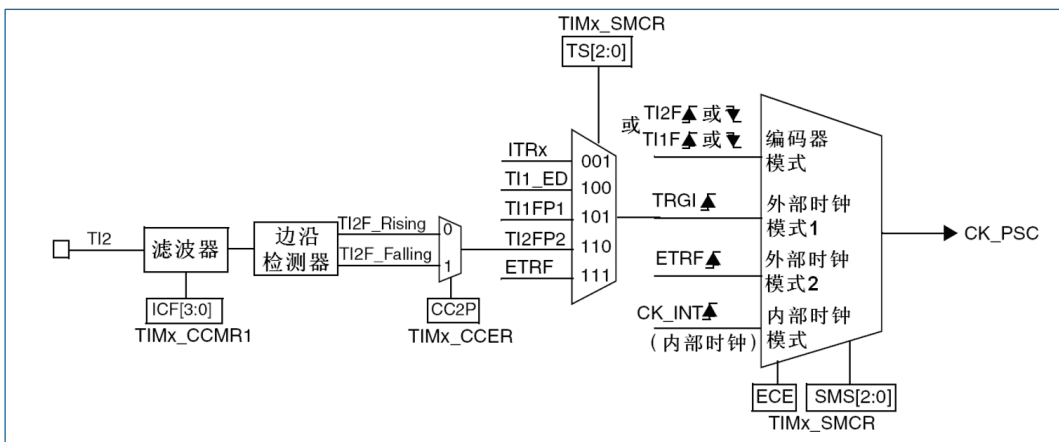 TIMx_SMCR
TS[2:0]
TI2F 或
或
TI1F 或
编码器
模式
ITRx
001
TI1_ED
100
TI1FP1
101
TRGI
外部时钟
模式1
CK_PSC
TI2
滤波器
边沿
检测器
TI2F_Rising
0
TI2F_Falling
1
TI2FP2
110
ETRF
111
ETRF
外部时钟
模式2
ICF[3:0]
TIMx_CCMR1
CC2P
TIMx_CCER
CK_INT
(内部时钟)
内部时钟
模式
ECE
SMS[2:0]
TIMx_SMCR